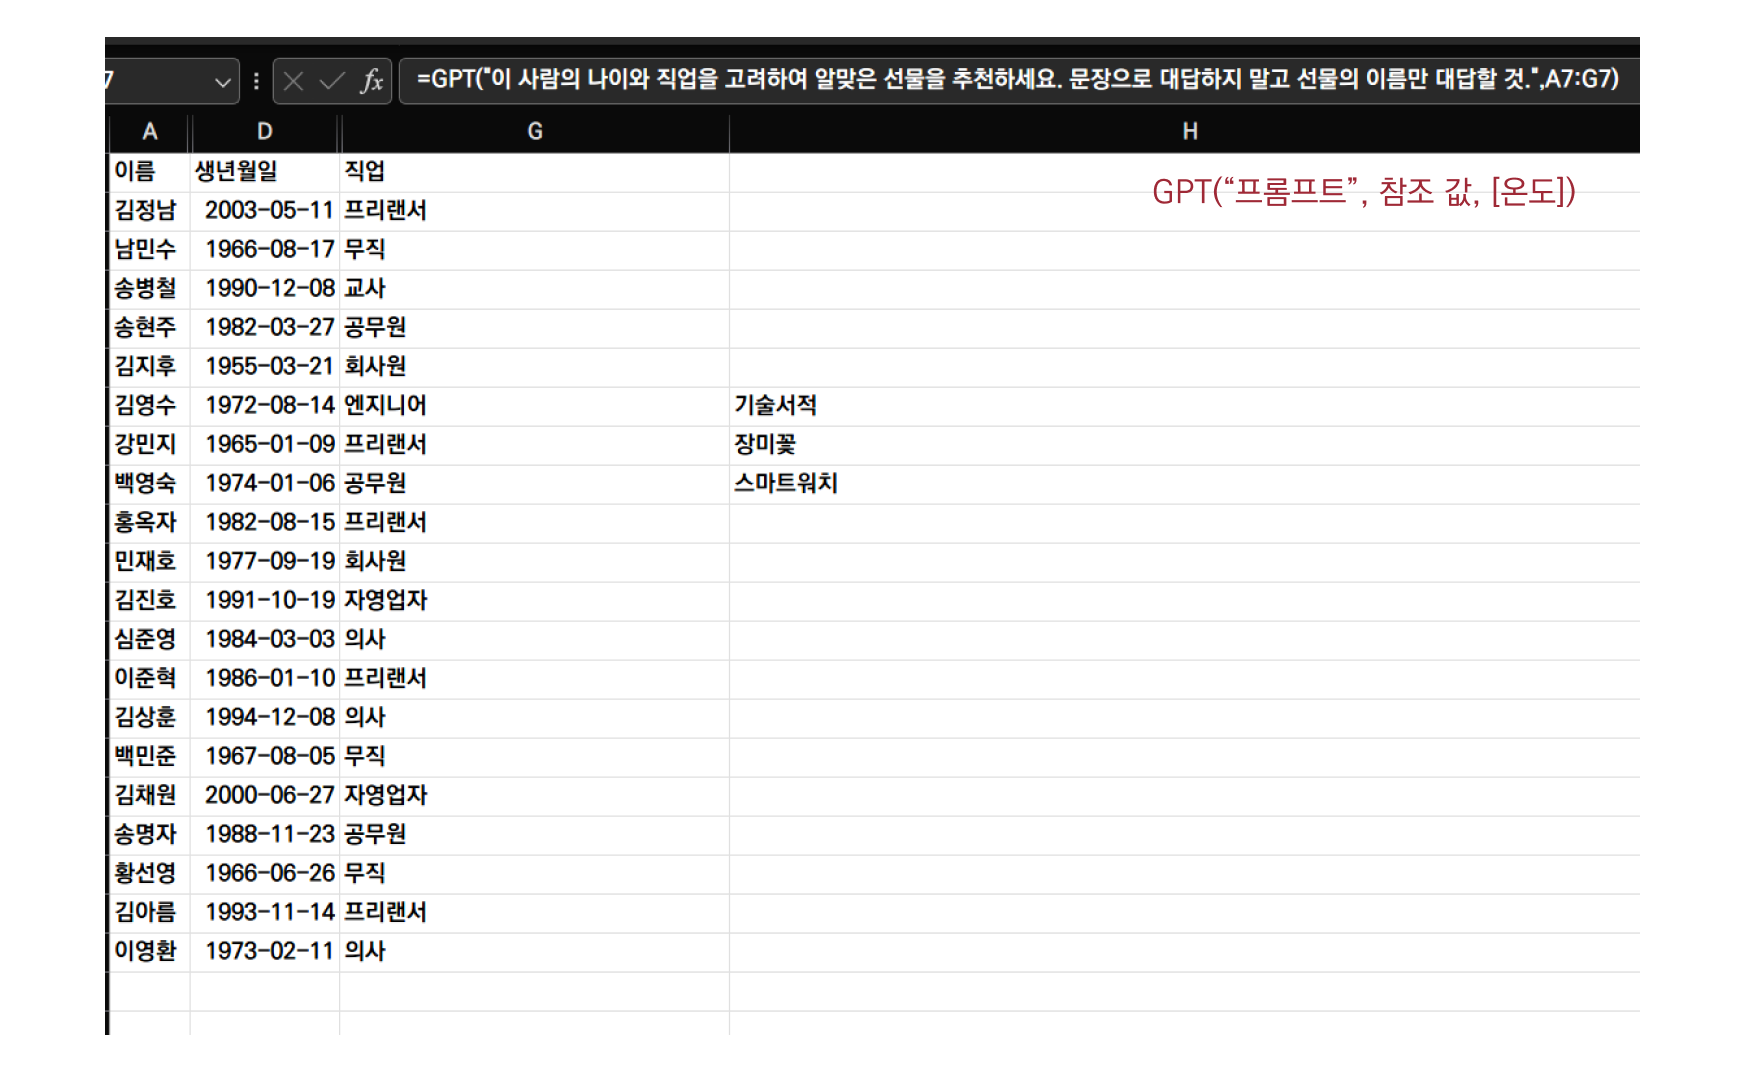 7 fx =GPT("이 사람의 나이와 직업을 고려하여 알맞은 선물을 추천하세요. 문장으로 대답하지 말고 선물의 이름만 대답할 것.",A7:G7)
A D G H
이름 생년월일 직업
GPT(“프롬프트”, 참조 값, [온도])
김정남 2003-05-11 프리랜서
남민수 1966-08-17 무직
송병철 1990-12-08 교사
송현주 1982-03-27 공무원
김지후 1955-03-21 회사원
김영수 1972-08-14 엔지니어 기술서적
강민지 1965-01-09 프리랜서 장미꽃
백영숙 1974-01-06 공무원 스마트워치
홍옥자 1982-08-15 프리랜서
민재호 1977-09-19 회사원
김진호 1991-10-19 자영업자
심준영 1984-03-03 의사
이준혁 1986-01-10 프리랜서
김상훈 1994-12-08 의사
백민준 1967-08-05 무직
김채원 2000-06-27 자영업자
송명자 1988-11-23 공무원
황선영 1966-06-26 무직
김아름 1993-11-14 프리랜서
이영환 1973-02-11 의사